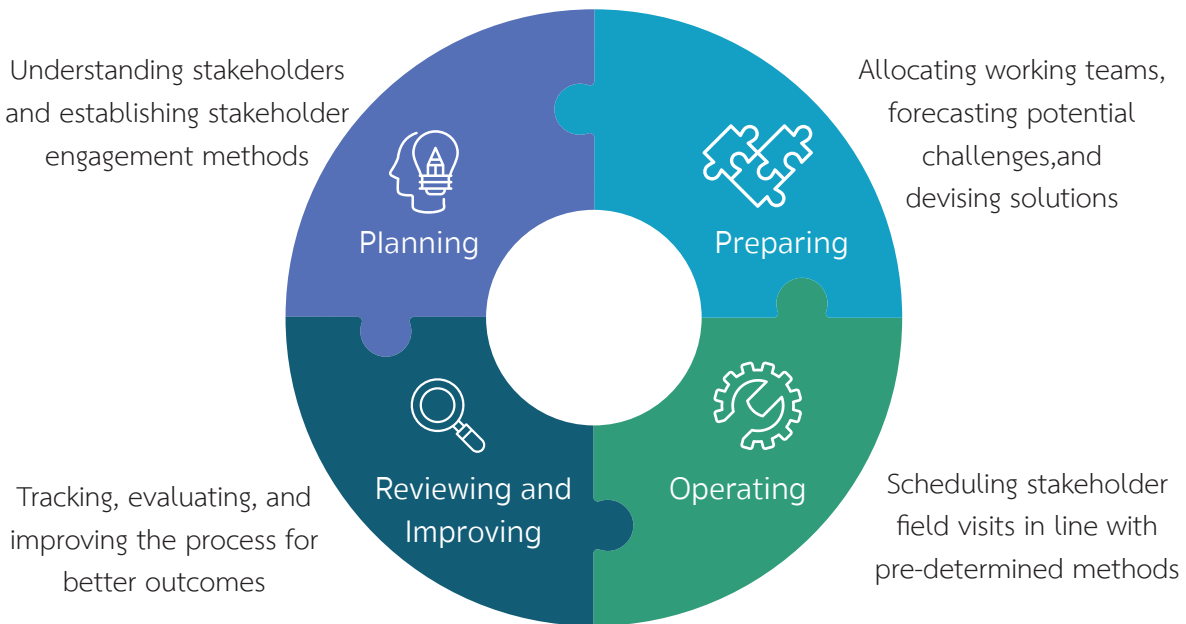 Understanding stakeholders
and establishing stakeholder
engagement methods
Planning
Preparing
Allocating working teams,
forecasting potential
challenges,and
devising solutions
Tracking, evaluating, and
improving the process for
better outcomes
Reviewing and
Improving
Operating
Scheduling stakeholder
field visits in line with
pre-determined methods